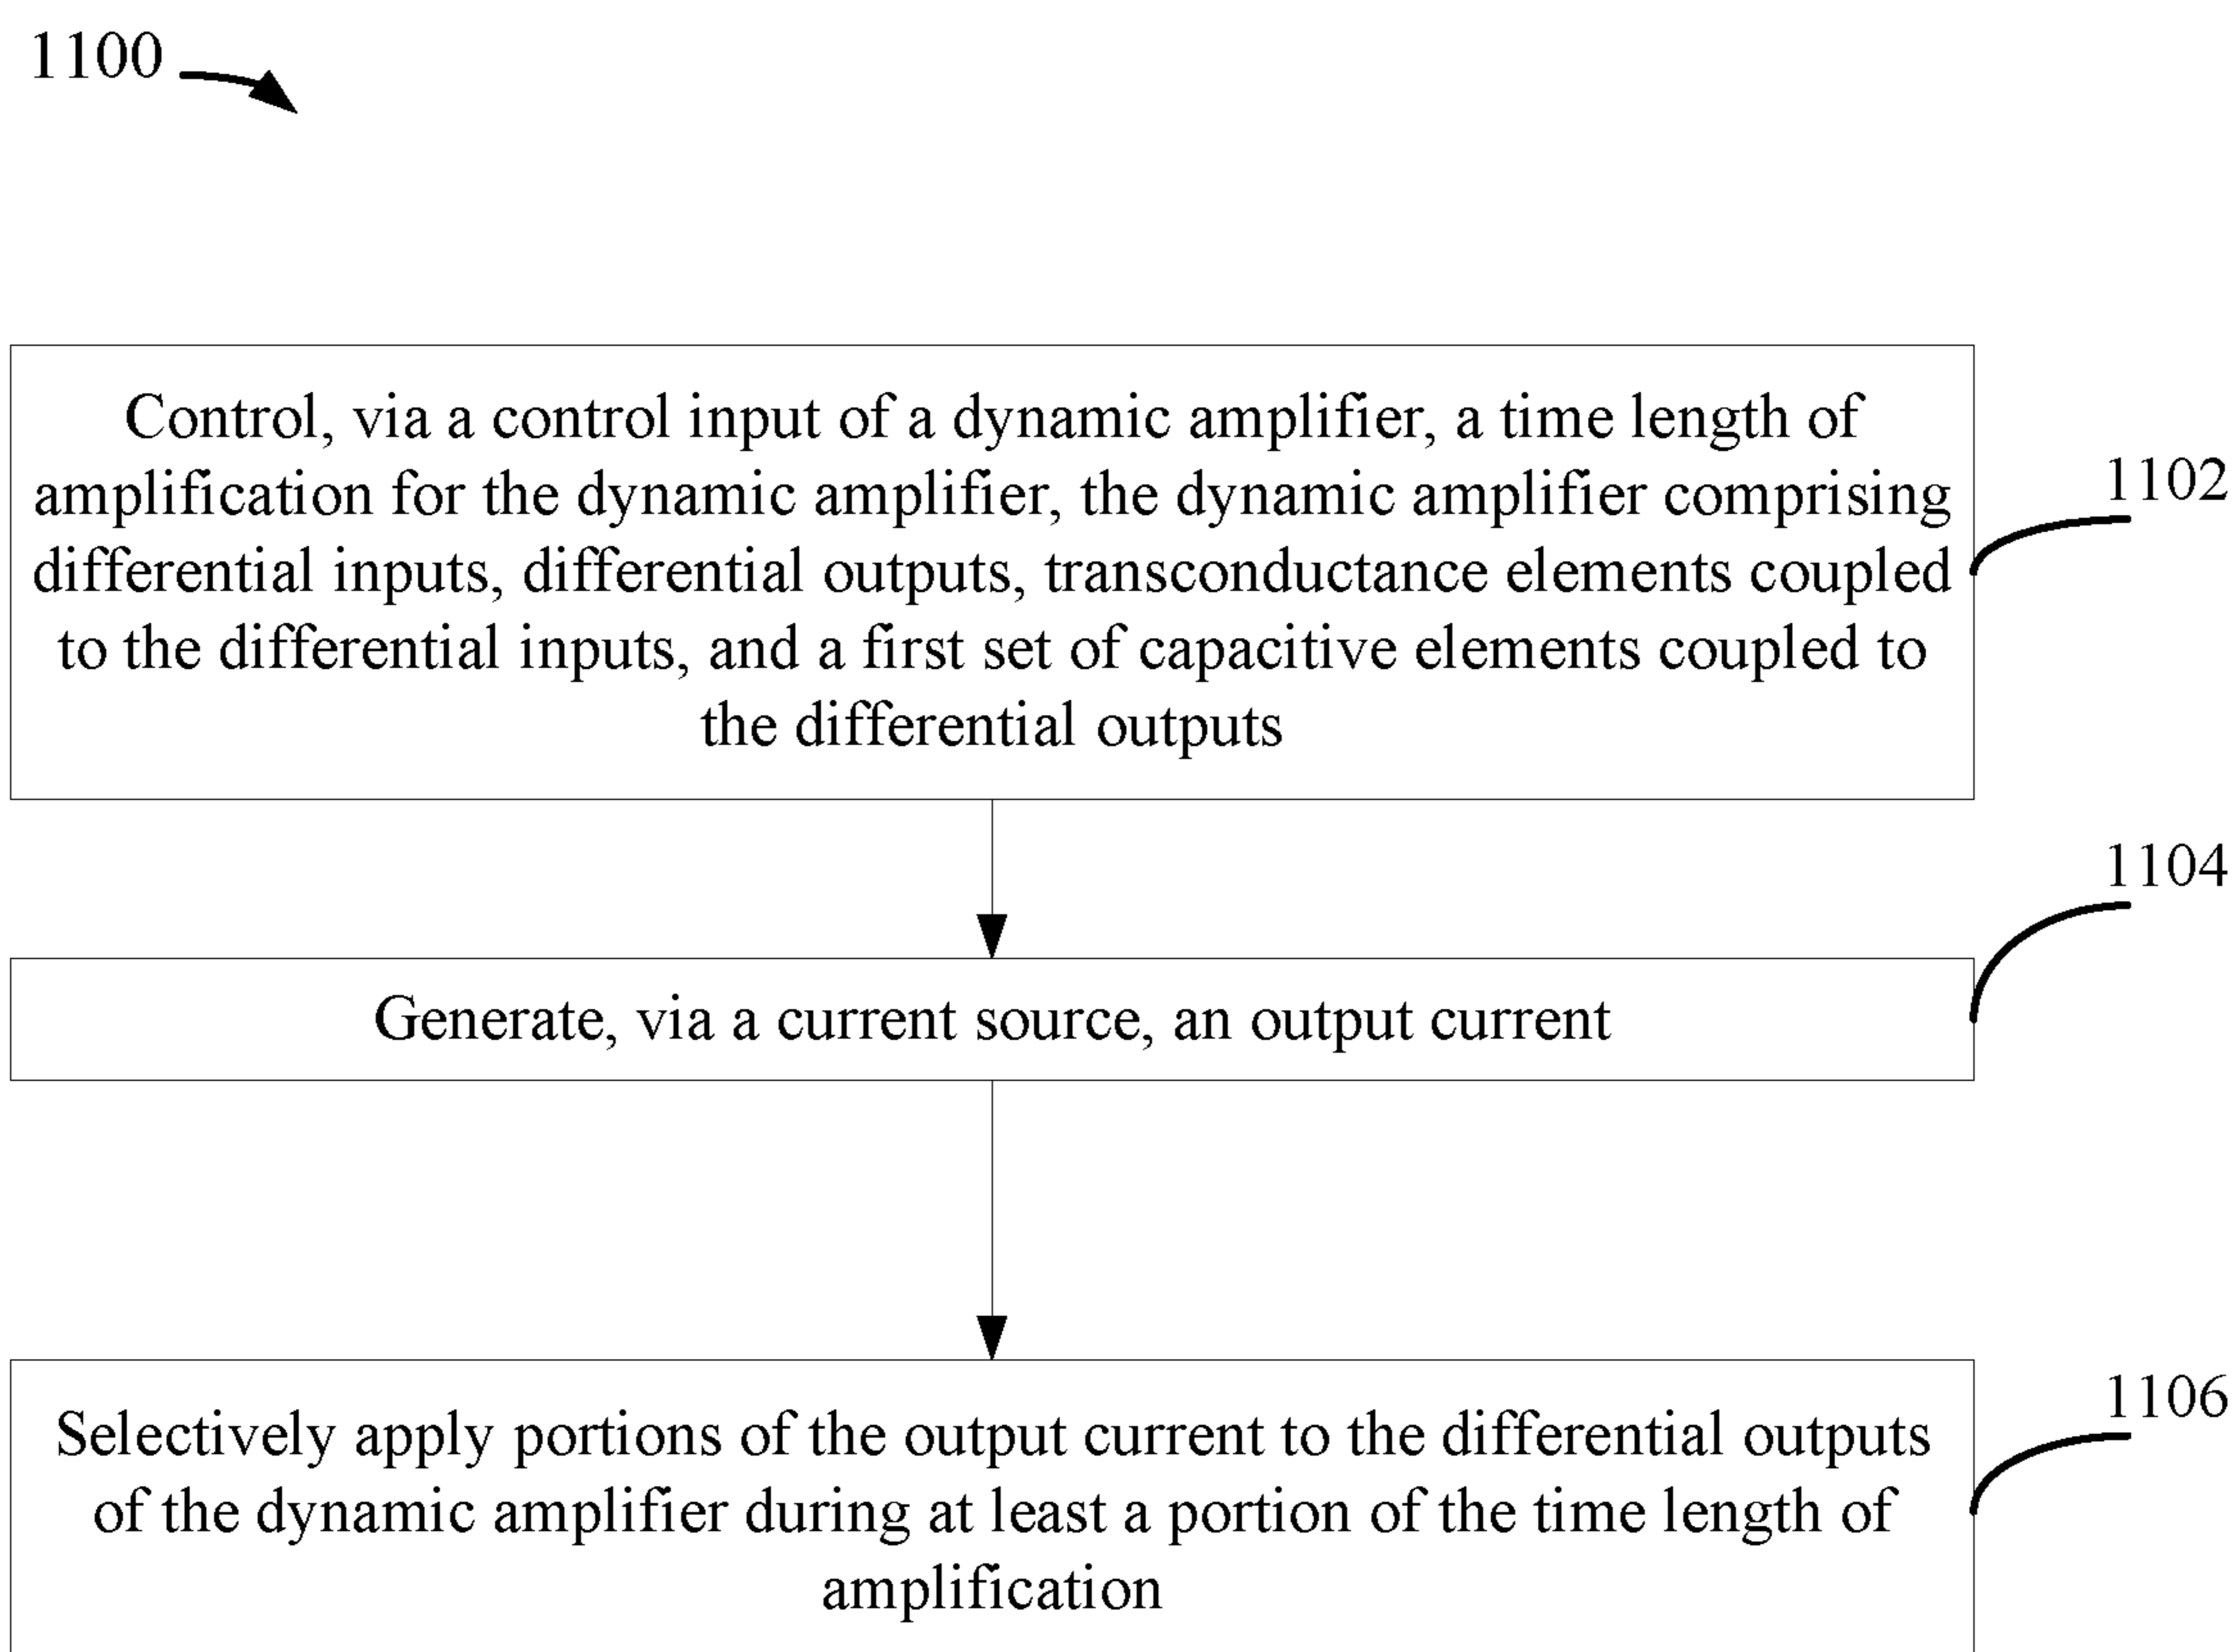 1100
Control, via a control input of a dynamic amplifier, a time length of
amplification for the dynamic amplifier, the dynamic amplifier comprising
differential inputs, differential outputs, transconductance elements coupled
to the differential inputs, and a first set of capacitive elements coupled to
the differential outputs
1102
1104
Generate, via a current source, an output current
1106
Selectively apply portions of the output current to the differential outputs
of the dynamic amplifier during at least a portion of the time length of
amplification